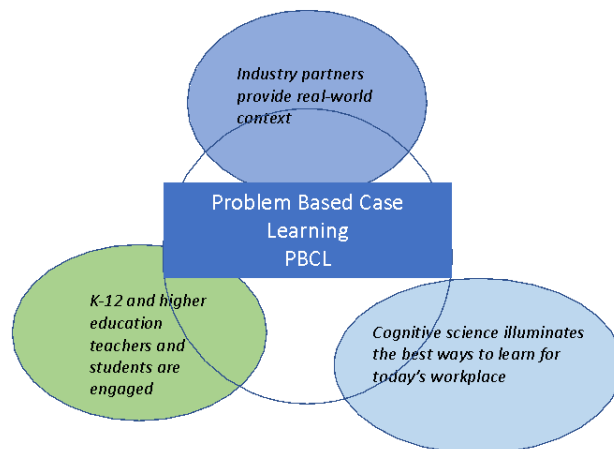 Industry partners
provide real-world
context
Problem Based Case
Learning
PBCL
K-12 and higher
education
teachers and
students are
engaged
Cognitive science illuminates
the best ways to learn for
today's workplace